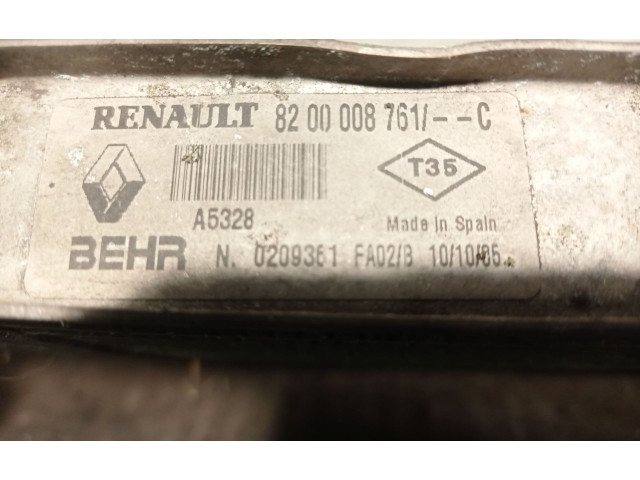 RENAULT 82 00 008 761/--C
T35
A5328
Made in Spain
BEHR N. 0209361 FA02/B 10/10/05